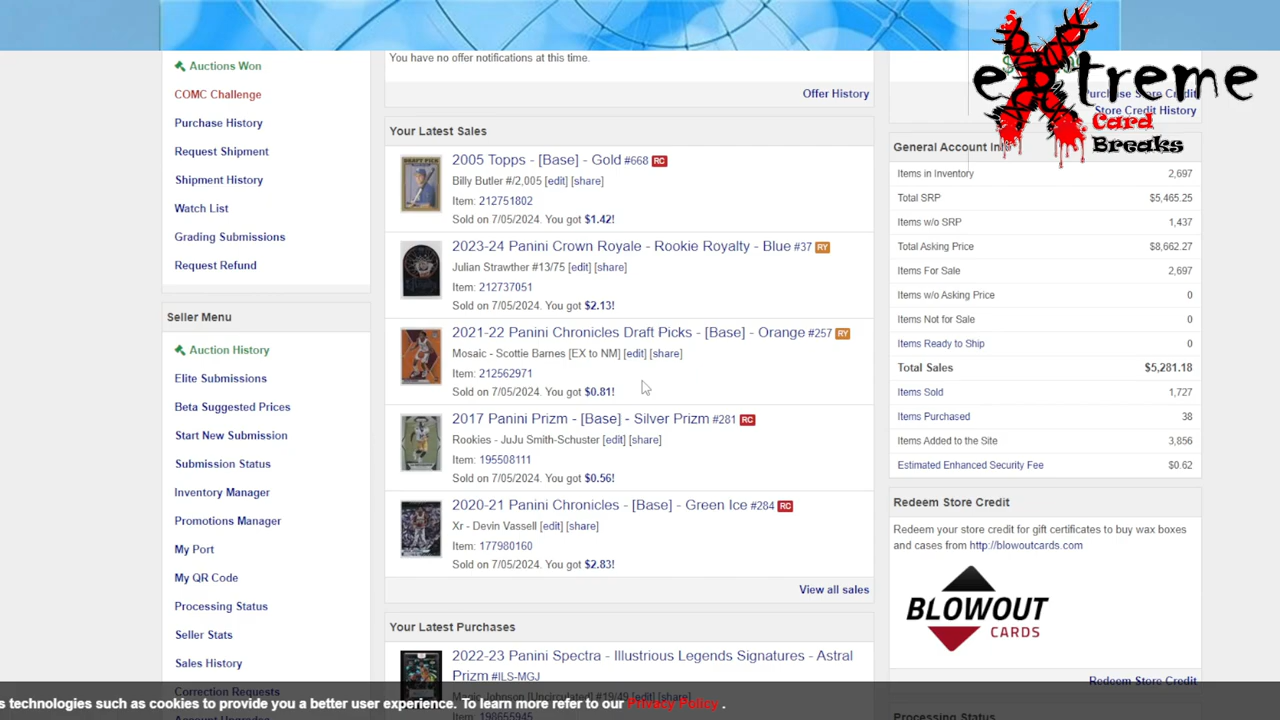 Auctions Won
COMC Challenge
Purchase History
Request Shipment
Shipment History
Watch List
Grading Submissions
Request Refund
Seller Menu
Auction History
Elite Submissions
Beta Suggested Prices
Start New Submission
Submission Status
Inventory Manager
Promotions Manager
My Port
My QR Code
Processing Status
Seller Stats
Sales History
Correction Requests
You have no offer notifications at this time.
Offer History
Your Latest Sales
2005 Topps - [Base] - Gold #668 RC
Billy Butler #/2,005 [edit] [share]
Item: 212751802
Sold on 7/05/2024. You got $1.42!
2023-24 Panini Crown Royale - Rookie Royalty - Blue #37 RY
Julian Strawther #13/75 [edit] [share]
Item: 212737051
Sold on 7/05/2024. You got $2.13!
2021-22 Panini Chronicles Draft Picks - [Base] - Orange #257 RY
Mosaic - Scottie Barnes [EX to NM] [edit] [share]
Item: 212562971
Sold on 7/05/2024. You got $0.81!
2017 Panini Prizm - [Base] - Silver Prizm #281 RC
Rookies - JuJu Smith-Schuster [edit] [share]
Item: 195508111
Sold on 7/05/2024. You got $0.56!
2020-21 Panini Chronicles - [Base] - Green Ice #284 RC
Xr - Devin Vassell [edit] [share]
Item: 177980160
Sold on 7/05/2024. You got $2.83!
View all sales
Your Latest Purchases
2022-23 Panini Spectra - Illustrious Legends Signatures - Astral
Prizm #ILS-MGJ
Magic Johnson [Uncirculated] #19/49 [edit] [share]
Item: 198655945
extreme
Card
Breaks
Purchase Store Credit
Store Credit History
General Account Info
Items in Inventory 2,697
Total SRP $5,465.25
Items w/o SRP 1,437
Total Asking Price $8,662.27
Items For Sale 2,697
Items w/o Asking Price 0
Items Not for Sale 0
Items Ready to Ship 0
Total Sales $5,281.18
Items Sold 1,727
Items Purchased 38
Items Added to the Site 3,856
Estimated Enhanced Security Fee $0.62
Redeem Store Credit
Redeem your store credit for gift certificates to buy wax boxes
and cases from http://blowoutcards.com
BLOWOUT
CARDS
Redeem Store Credit
Processing Status
s technologies such as cookies to provide you a better user experience. To learn more refer to our Privacy Policy .